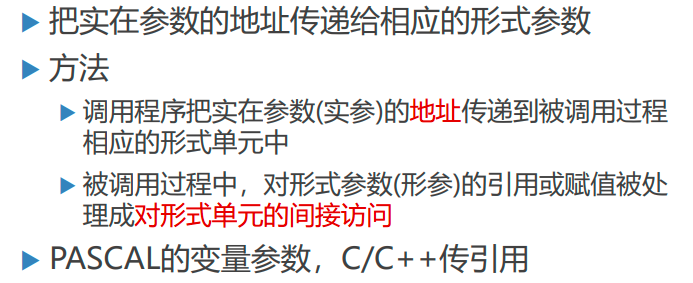 把实在参数的地址传递给相应的形式参数
方法
调用程序把实在参数(实参)的地址传递到被调用过程
相应的形式单元中
被调用过程中，对形式参数(形参)的引用或赋值被处
理成对形式单元的间接访问
PASCAL的变量参数，C/C++传引用